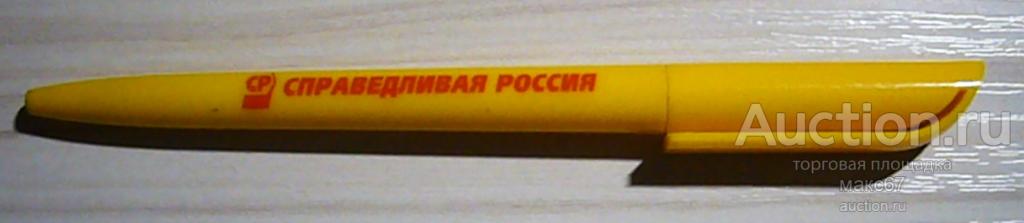 СР СПРАВЕДЛИВАЯ РОССИЯ
Auction.ru
торговая площадка
макс67
auction.ru